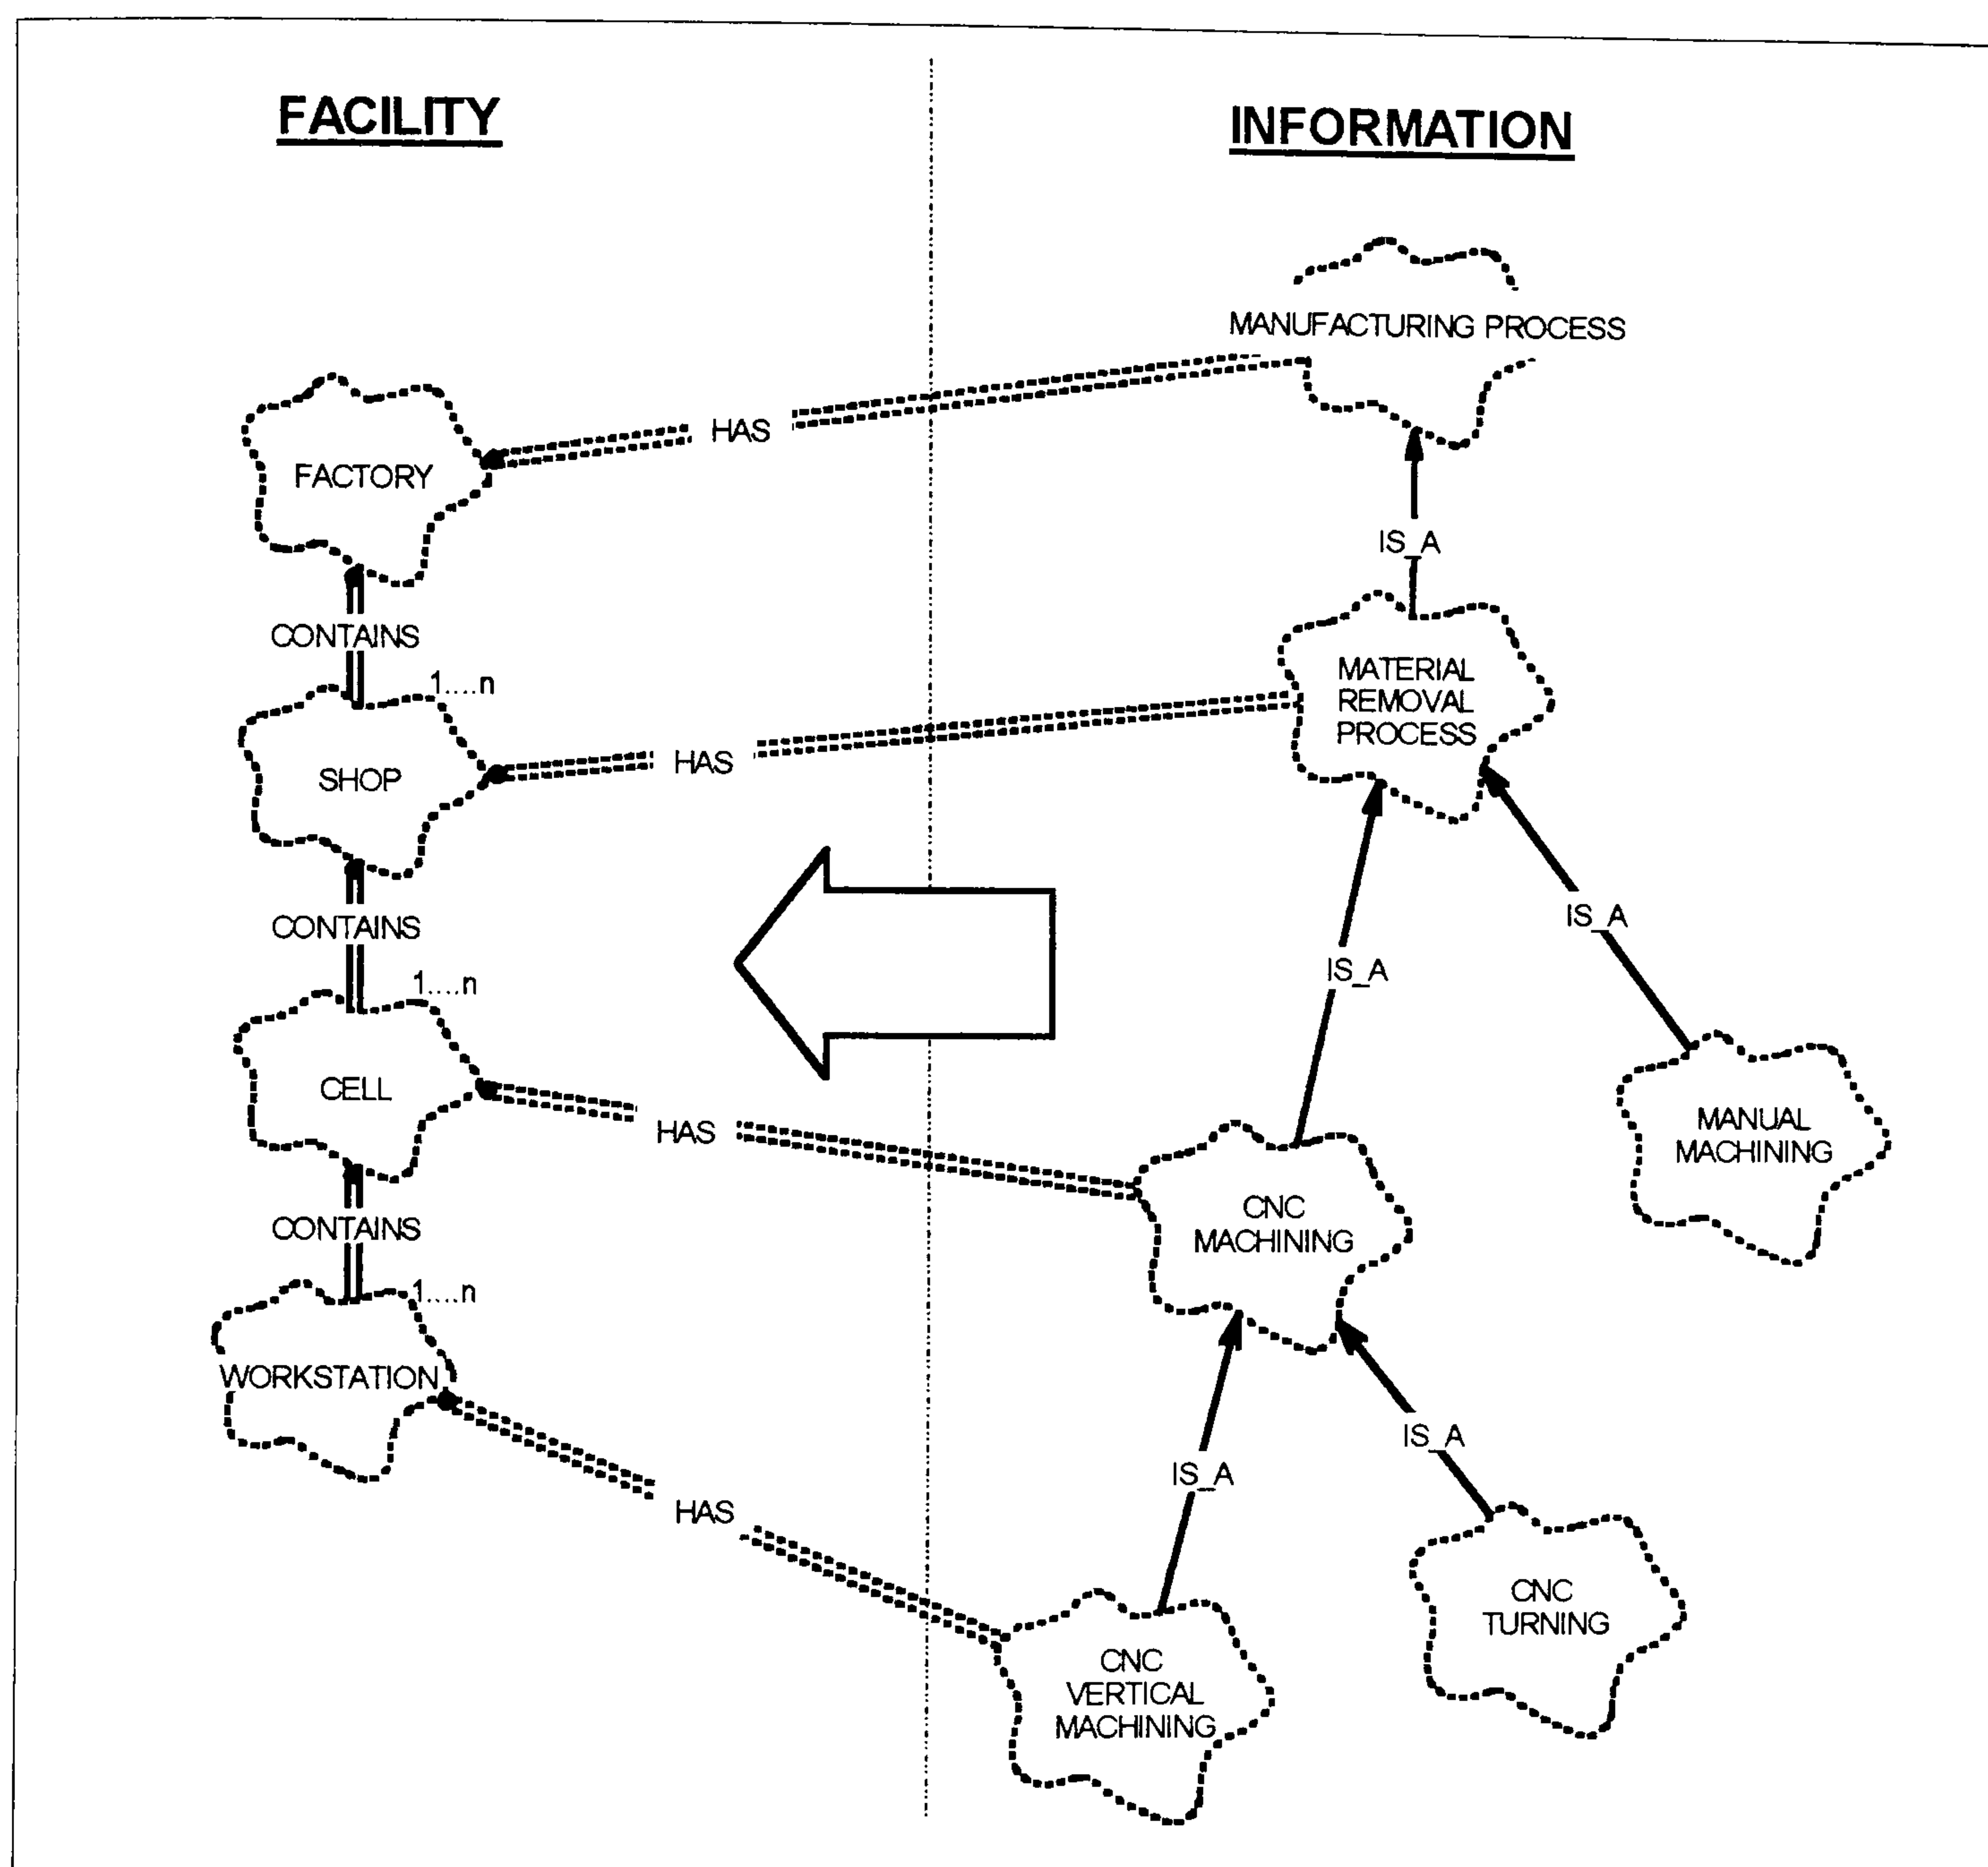 FACILITY
INFORMATION
MANUFACTURING PROCESS
HAS
FACTORY
IS_A
CONTAINS
1....n
MATERIAL
REMOVAL
PROCESS
HAS
SHOP
IS_A
CONTAINS
IS_A
1....n
CELL
HAS
MANUAL
MACHINING
CNC
MACHINING
CONTAINS
1....n
WORKSTATION
IS_A
IS_A
HAS
CNC
TURNING
CNC
VERTICAL
MACHINING